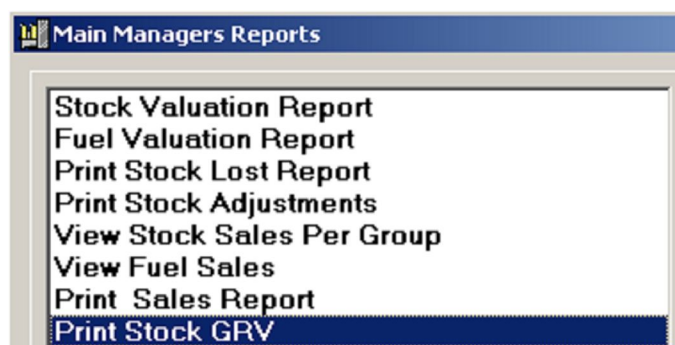 Main Managers Reports
Stock Valuation Report
Fuel Valuation Report
Print Stock Lost Report
Print Stock Adjustments
View Stock Sales Per Group
View Fuel Sales
Print  Sales Report
Print Stock GRV